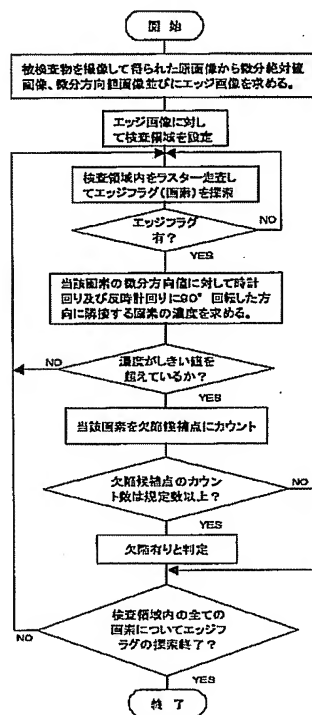 開始
被検査物を撮像して得られた原画像から微分絶対値
画像、微分方向値画像並びにエッジ画像を求める。
エッジ画像に対し
て検査領域を設定
検査領域内をラスター走査し
てエッジフラグ(画素)を探索
エッジフラグ
有?
NO
YES
当該画素の微分方向値に対して時計
回り及び反時計回りに90°回転した方
向に隣接する画素の濃度を求める。
濃度がしきい値を
超えているか?
NO
YES
当該画素を欠陥候補点にカウント
欠陥候補点のカウン
ト数は規定数以上?
NO
YES
欠陥有りと判定
検査領域内の全ての
画素についてエッジフ
ラグの探索終了?
NO
YES
終了